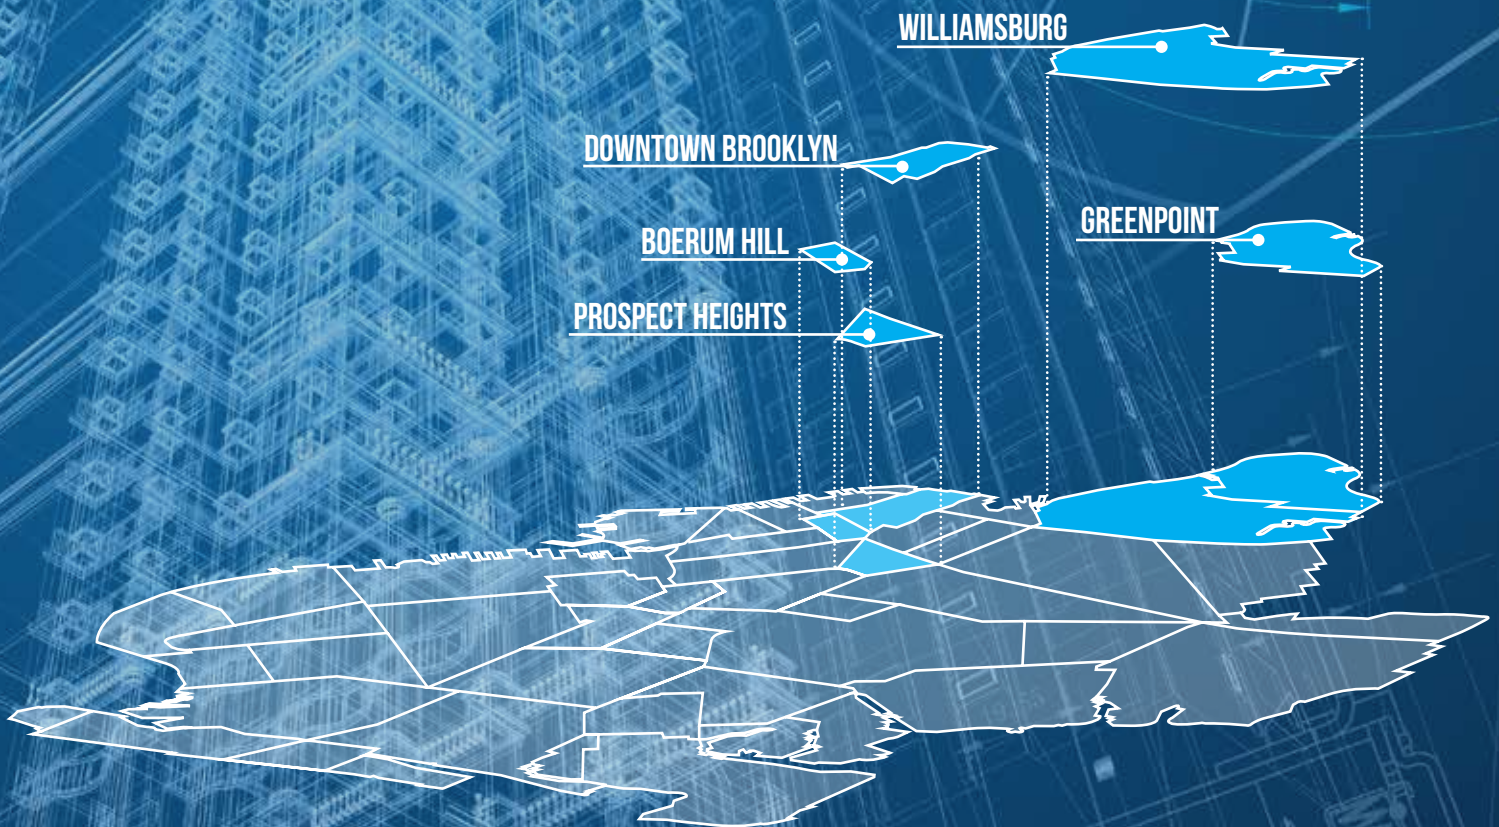 WILLIAMSBURG
DOWNTOWN BROOKLYN
GREENPOINT
BOERUM HILL
PROSPECT HEIGHTS